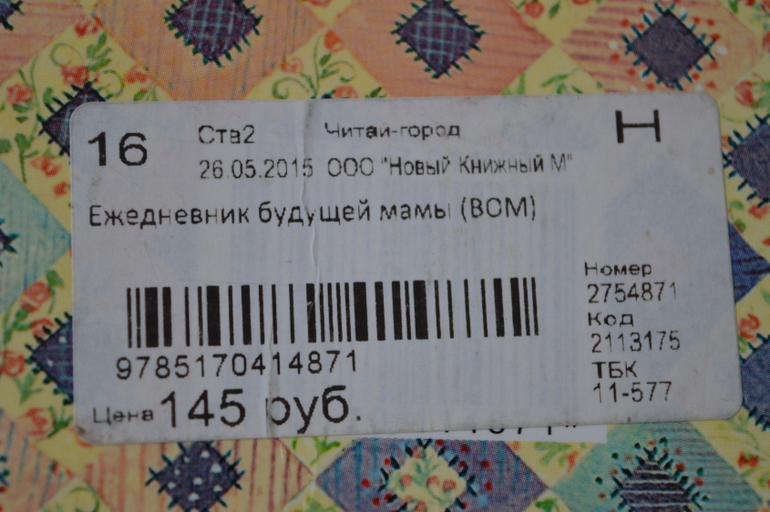 16 Ств2 Читай-город Н
26.05.2015 ООО "Новый Книжный М"
Ежедневник будущей мамы (ВСМ)
Номер
2754871
Код
2113175
ТБК
11-577
9785170414871
Цена 145 руб.